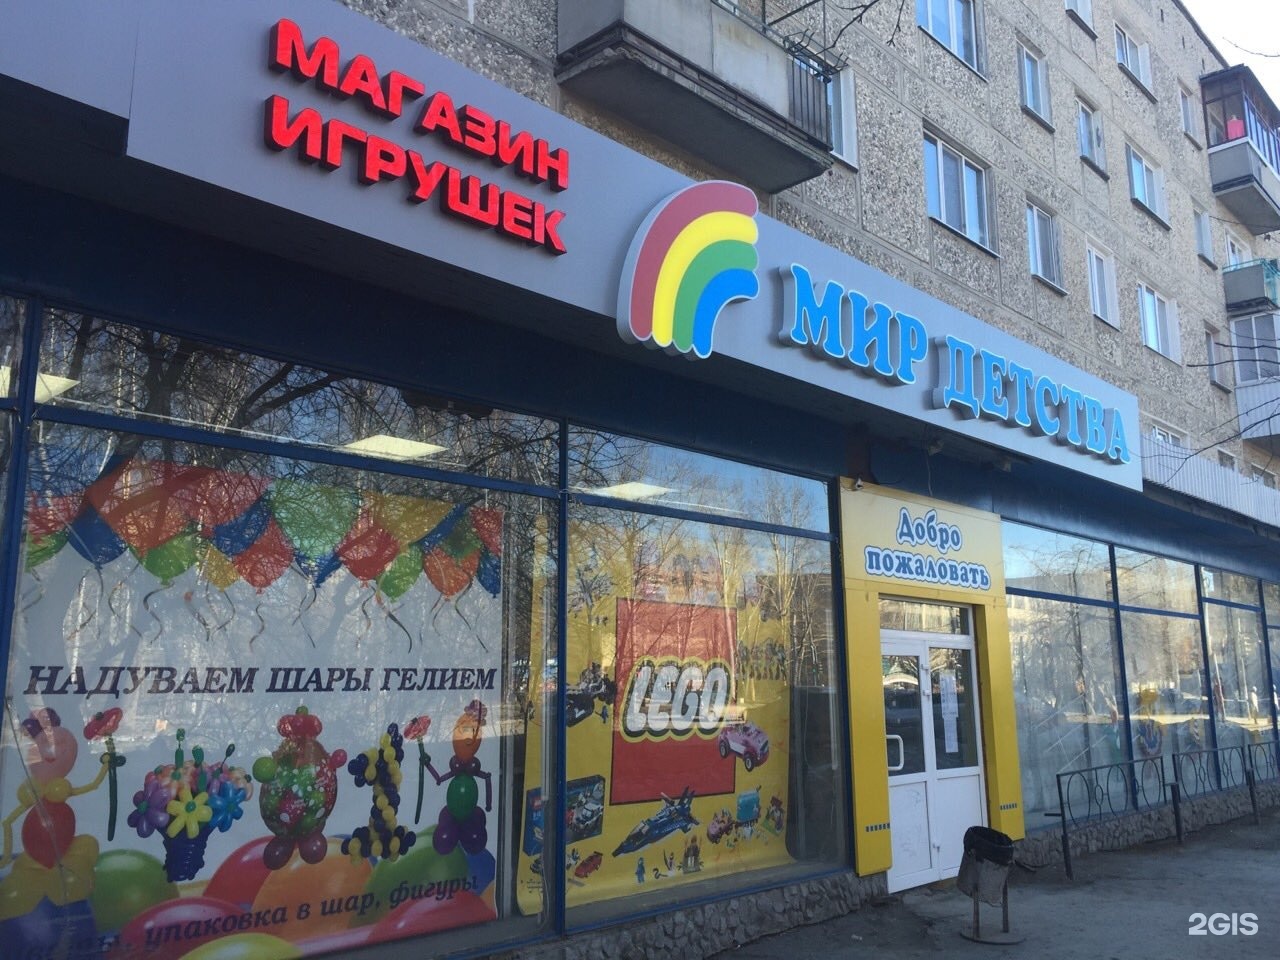 МАГАЗИН
ИГРУШЕК
МИР ДЕТСТВА
Добро
пожаловать
НАДУВАЕМ ШАРЫ ГЕЛИЕМ
LEGO
упаковка в шар, фигуры
2GIS